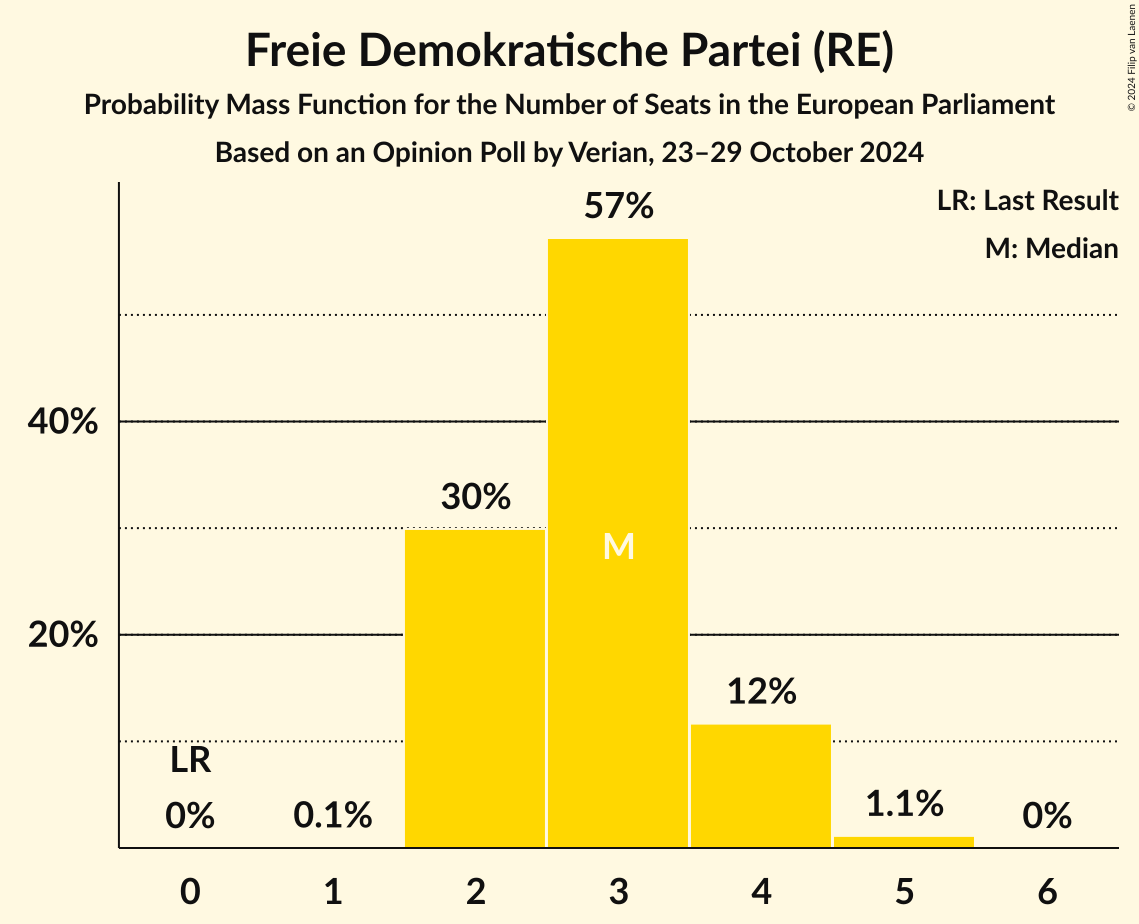 Freie Demokratische Partei (RE)
Probability Mass Function for the Number of Seats in the European Parliament
Based on an Opinion Poll by Verian, 23–29 October 2024
© 2024 Filip van Laenen
LR: Last Result
M: Median
57%
40%
30%
M
20%
12%
LR
0%
0.1%
1.1%
0%
0
1
2
3
4
5
6